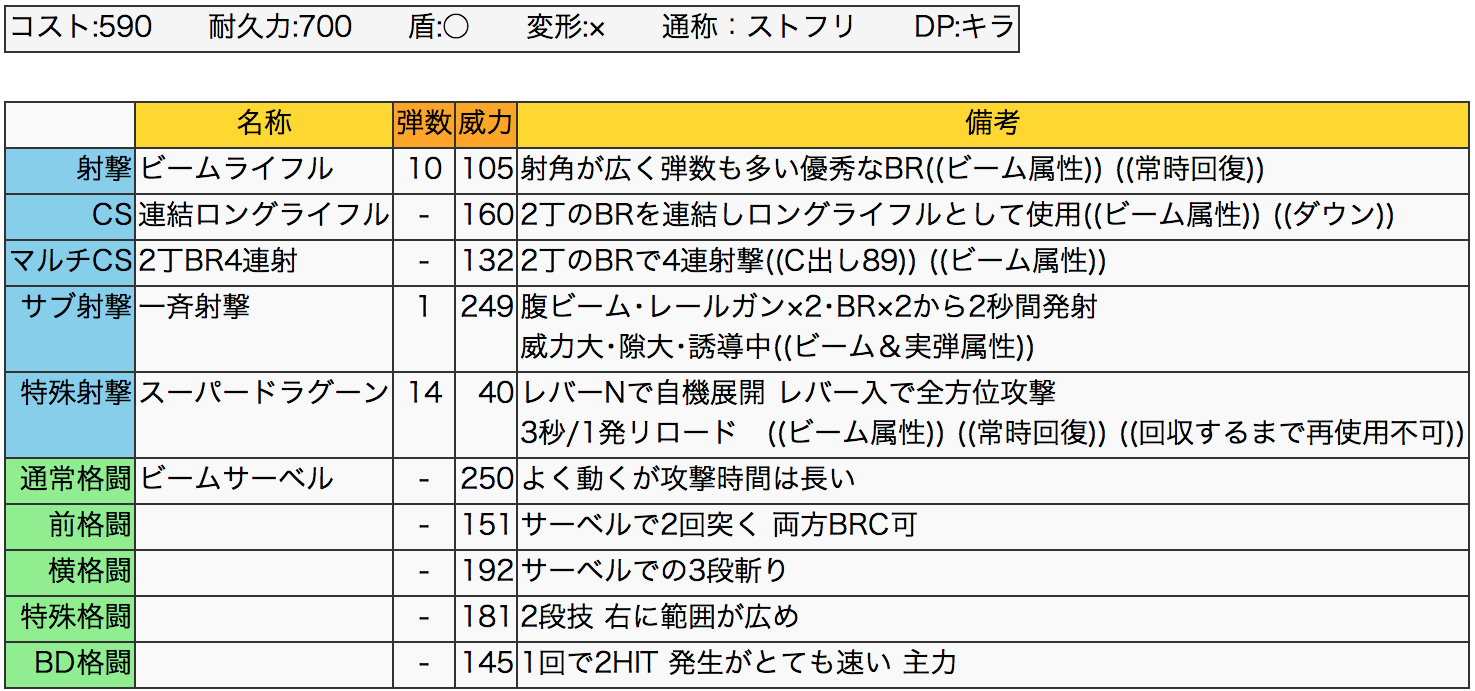 コスト:590 耐久力:700 盾:○ 変形:× 通称：ストフリ DP:キラ
名称 弾数 威力 備考
射撃 ビームライフル 10 105 射角が広く弾数も多い優秀なBR((ビーム属性)) ((常時回復))
CS 連結ロングライフル - 160 2丁のBRを連結しロングライフルとして使用((ビーム属性)) ((ダウン))
マルチCS 2丁BR4連射 - 132 2丁のBRで4連射撃((C出し89)) ((ビーム属性))
サブ射撃 一斉射撃 1 249 腹ビーム･レールガン×2･BR×2から2秒間発射
威力大･隙大･誘導中((ビーム＆実弾属性))
特殊射撃 スーパードラグーン 14 40 レバーNで自機展開 レバー入で全方位攻撃
3秒/1発リロード ((ビーム属性)) ((常時回復)) ((回収するまで再使用不可))
通常格闘 ビームサーベル - 250 よく動くが攻撃時間は長い
前格闘 - 151 サーベルで2回突く 両方BRC可
横格闘 - 192 サーベルでの3段斬り
特殊格闘 - 181 2段技 右に範囲が広め
BD格闘 - 145 1回で2HIT 発生がとても速い 主力